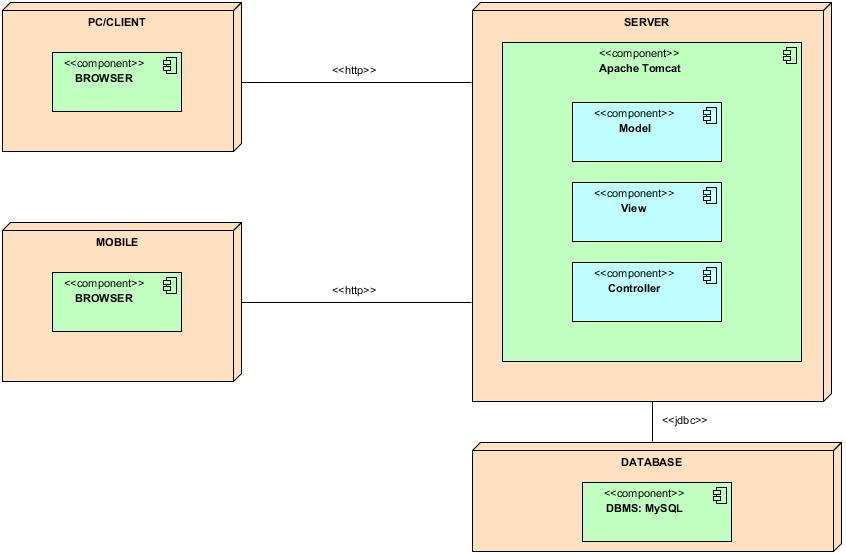 PC/CLIENT
<<component>>
BROWSER
<<http>>
SERVER
<<component>>
Apache Tomcat
<<component>>
Model
<<component>>
View
<<component>>
Controller
MOBILE
<<component>>
BROWSER
<<http>>
<<jdbc>>
DATABASE
<<component>>
DBMS: MySQL